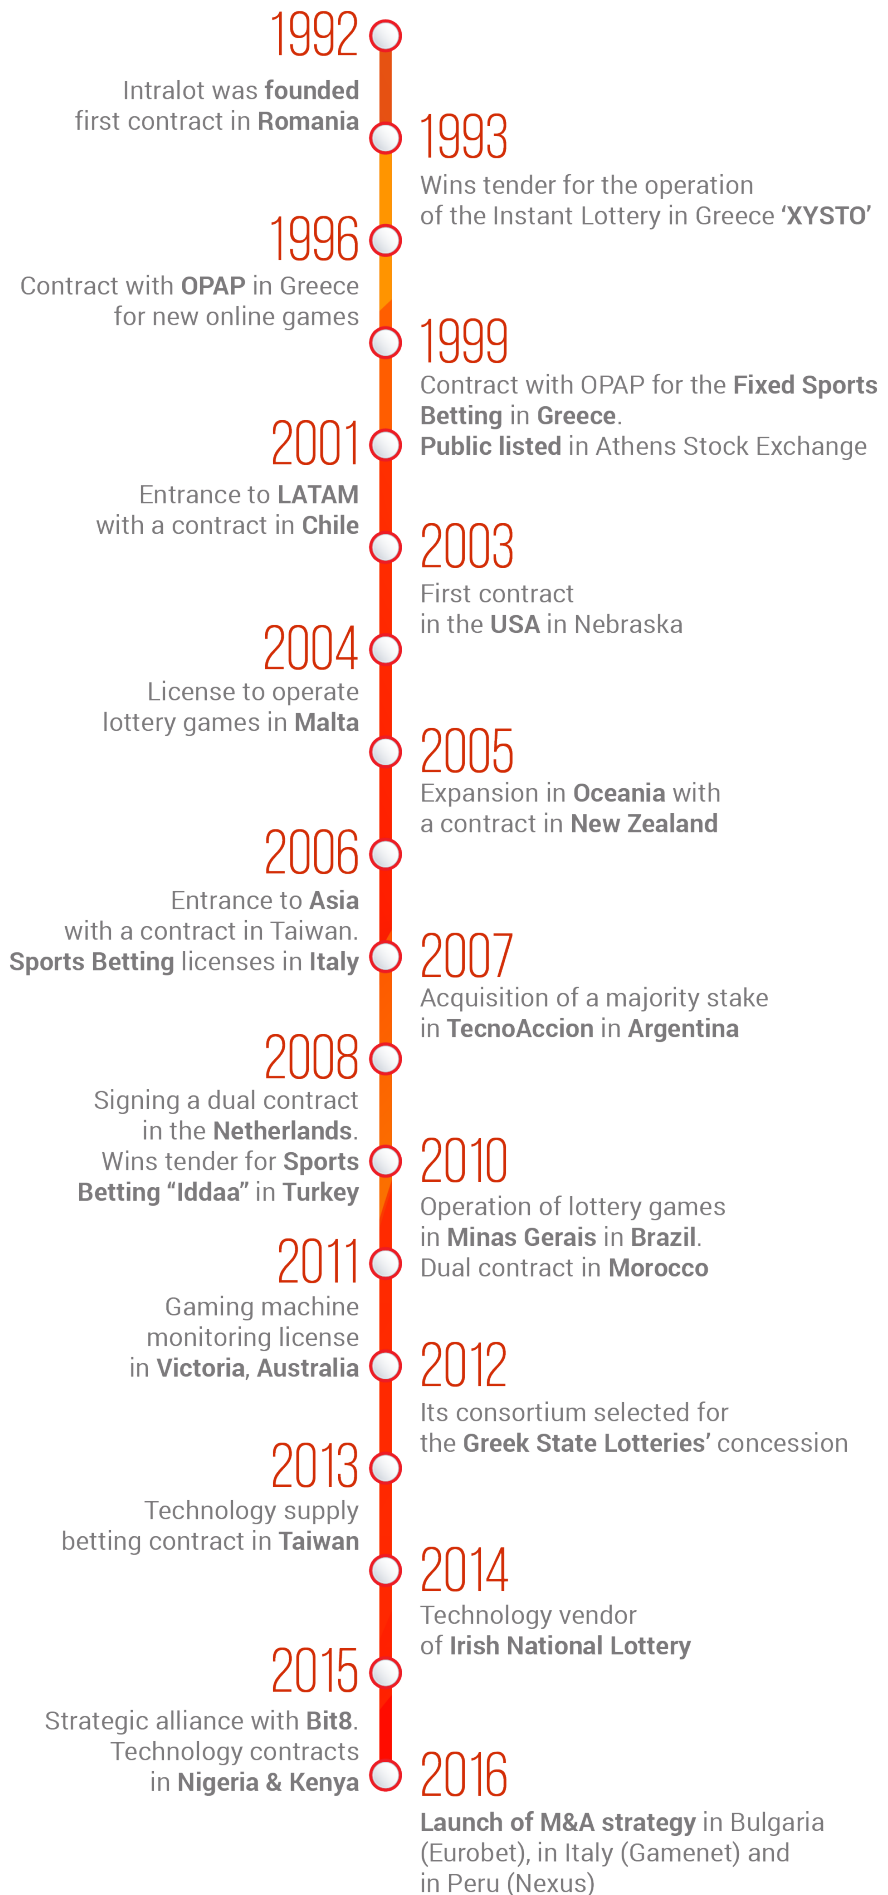 1992
Intralot was founded
first contract in Romania
1993
Wins tender for the operation
of the Instant Lottery in Greece ‘XYSTO’
1996
Contract with OPAP in Greece
for new online games
1999
Contract with OPAP for the Fixed Sports
Betting in Greece.
Public listed in Athens Stock Exchange
2001
Entrance to LATAM
with a contract in Chile
2003
First contract
in the USA in Nebraska
2004
License to operate
lottery games in Malta
2005
Expansion in Oceania with
a contract in New Zealand
2006
Entrance to Asia
with a contract in Taiwan.
Sports Betting licenses in Italy
2007
Acquisition of a majority stake
in TecnoAccion in Argentina
2008
Signing a dual contract
in the Netherlands.
Wins tender for Sports
Betting “Iddaa” in Turkey
2010
Operation of lottery games
in Minas Gerais in Brazil.
Dual contract in Morocco
2011
Gaming machine
monitoring license
in Victoria, Australia
2012
Its consortium selected for
the Greek State Lotteries’ concession
2013
Technology supply
betting contract in Taiwan
2014
Technology vendor
of Irish National Lottery
2015
Strategic alliance with Bit8.
Technology contracts
in Nigeria & Kenya
2016
Launch of M&A strategy in Bulgaria
(Eurobet), in Italy (Gamenet) and
in Peru (Nexus)